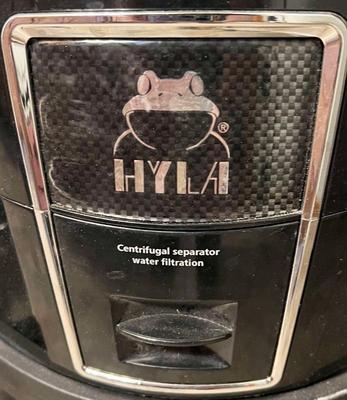 HYLA®
Centrifugal separator
water filtration